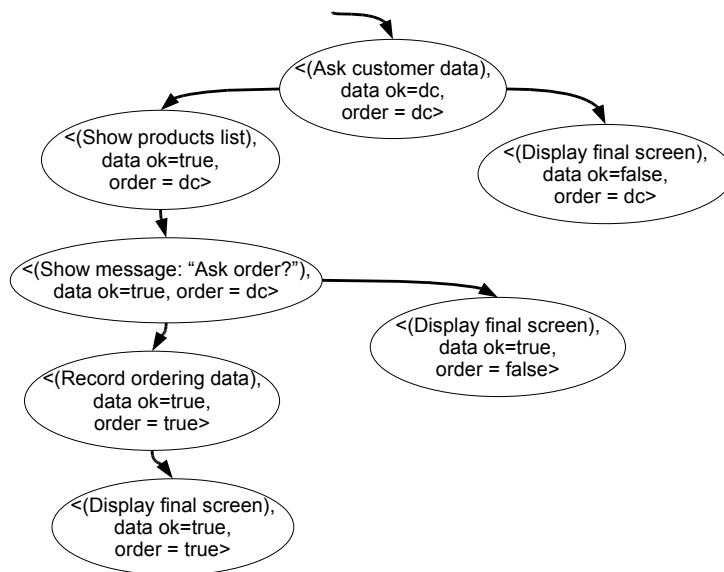 <(Ask customer data),
data ok=dc,
order = dc>
<(Show products list),
data ok=true,
order = dc>
<(Display final screen),
data ok=false,
order = dc>
<(Show message: “Ask order?”),
data ok=true, order = dc>
<(Display final screen),
data ok=true,
order = false>
<(Record ordering data),
data ok=true,
order = true>
<(Display final screen),
data ok=true,
order = true>